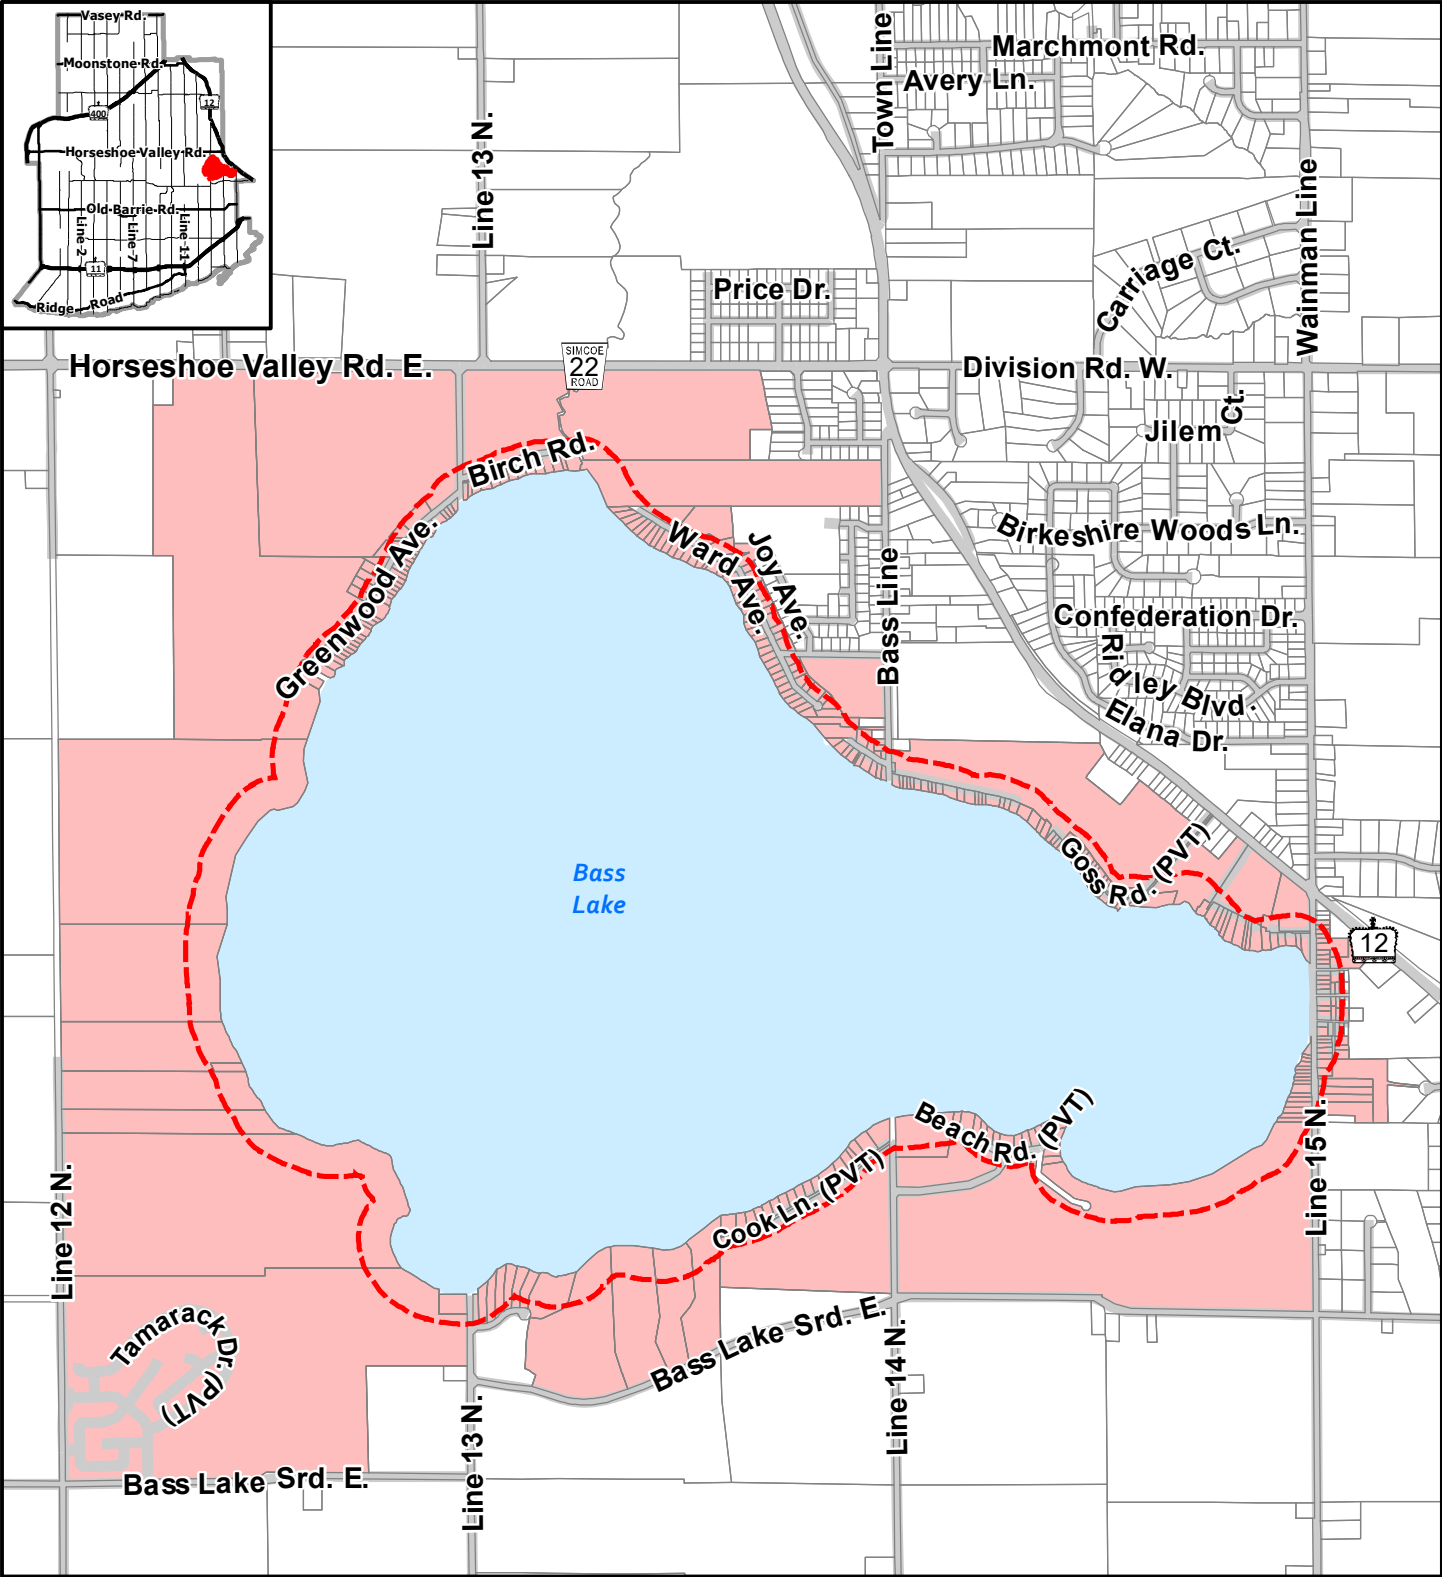 Vasey Rd.
Moonstone Rd.
12
400
Horseshoe Valley Rd.
Old Barrie Rd.
Line 2
Line 7
Line 11
11
Ridge Road
Line 13 N.
Town Line
Marchmont Rd.
Avery Ln.
Wainman Line
Carriage Ct.
Price Dr.
Horseshoe Valley Rd. E.
SIMCOE
22
ROAD
Division Rd. W.
Jilem Ct.
Birch Rd.
Greenwood Ave.
Ward Ave.
Joy Ave.
Bass Line
Birkeshire Woods Ln.
Confederation Dr.
Ridley Blvd.
Elana Dr.
Bass
Lake
Goss Rd. (PVT)
12
Beach Rd. (PVT)
Cook Ln. (PVT)
Line 15 N.
Line 12 N.
Tamarack Dr. (PVT)
Bass Lake Srd. E.
Line 14 N.
Line 13 N.
Bass Lake Srd. E.